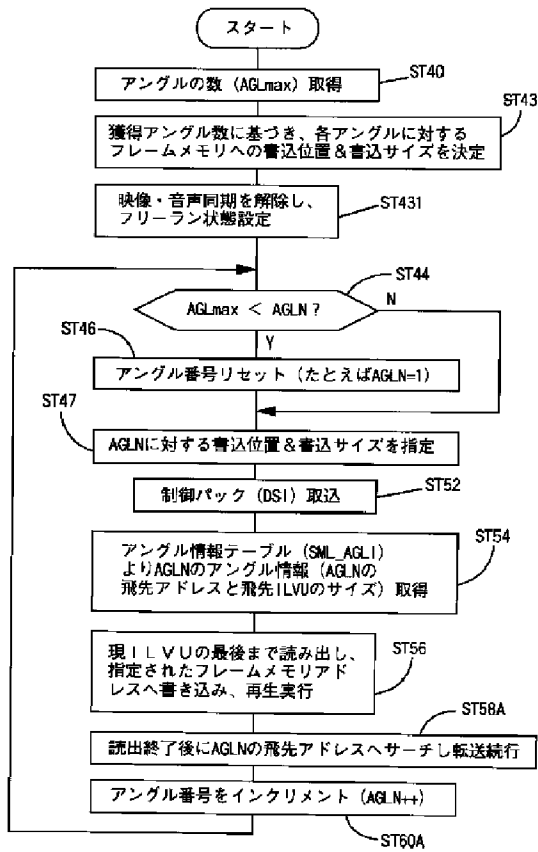 スタート
アングルの数 (AGLmax) 取得
ST40
獲得アングル数に基づき、各アングルに対する
フレームメモリへの書込位置&書込サイズを決定
ST43
映像・音声同期を解除し、
フリーラン状態設定
ST431
AGLmax < AGLN ?
ST44
N
Y
ST46
アングル番号リセット (たとえばAGLN=1)
ST47
AGLNに対する書込位置&書込サイズを指定
制御パック (DSI) 取込
ST52
アングル情報テーブル (SML_AGLI)
よりAGLNのアングル情報 (AGLNの
飛先アドレスと飛先ILVUのサイズ) 取得
ST54
現ILVUの最後まで読み出し、
指定されたフレームメモリアド
レスへ書き込み、再生実行
ST56
ST58A
読出終了後にAGLNの飛先アドレスへサーチし転送続行
アングル番号をインクリメント (AGLN++)
ST60A